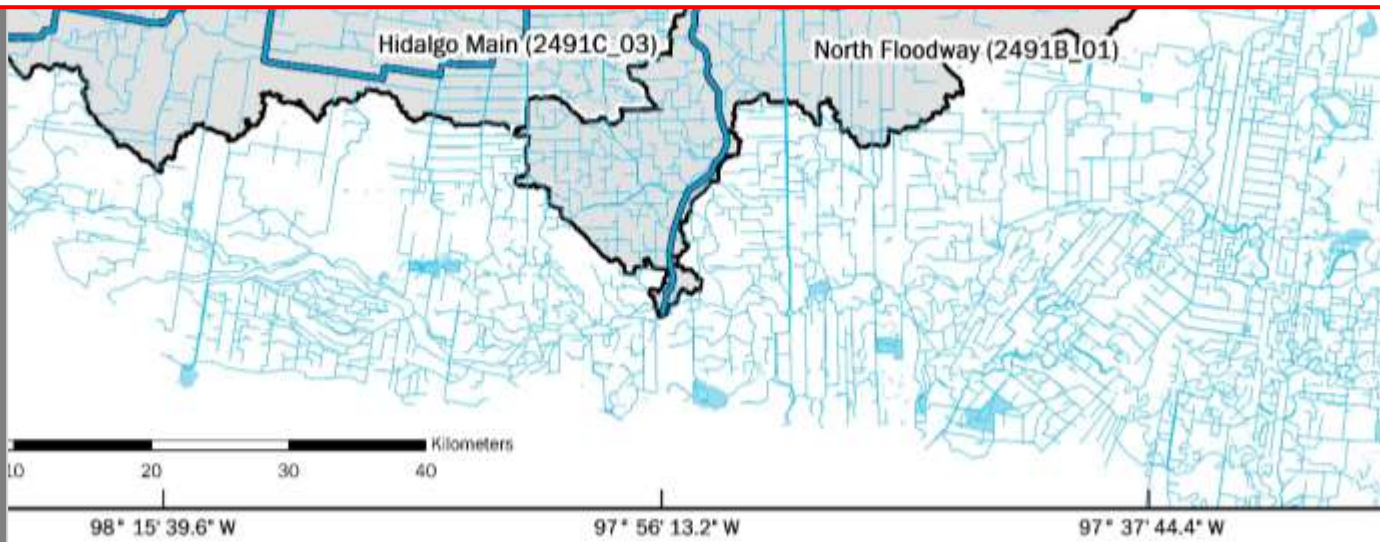 Hidalgo Main (2491C_03)
North Floodway (2491B_01)
Kilometers
10 20 30 40
98° 15' 39.6" W 97° 56' 13.2" W 97° 37' 44.4" W